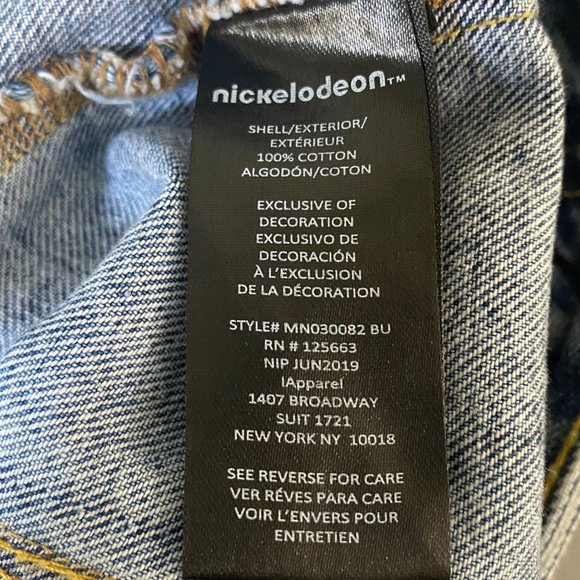 nickelodeon™
SHELL/EXTERIOR/
EXTÉRIEUR
100% COTTON
ALGODÓN/COTON
EXCLUSIVE OF
DECORATION
EXCLUSIVO DE
DECORACIÓN
À L'EXCLUSION
DE LA DÉCORATION
STYLE# MN030082 BU
RN # 125663
NIP JUN2019
IApparel
1407 BROADWAY
SUIT 1721
NEW YORK NY 10018
SEE REVERSE FOR CARE
VER RÉVES PARA CARE
VOIR L'ENVERS POUR
ENTRETIEN